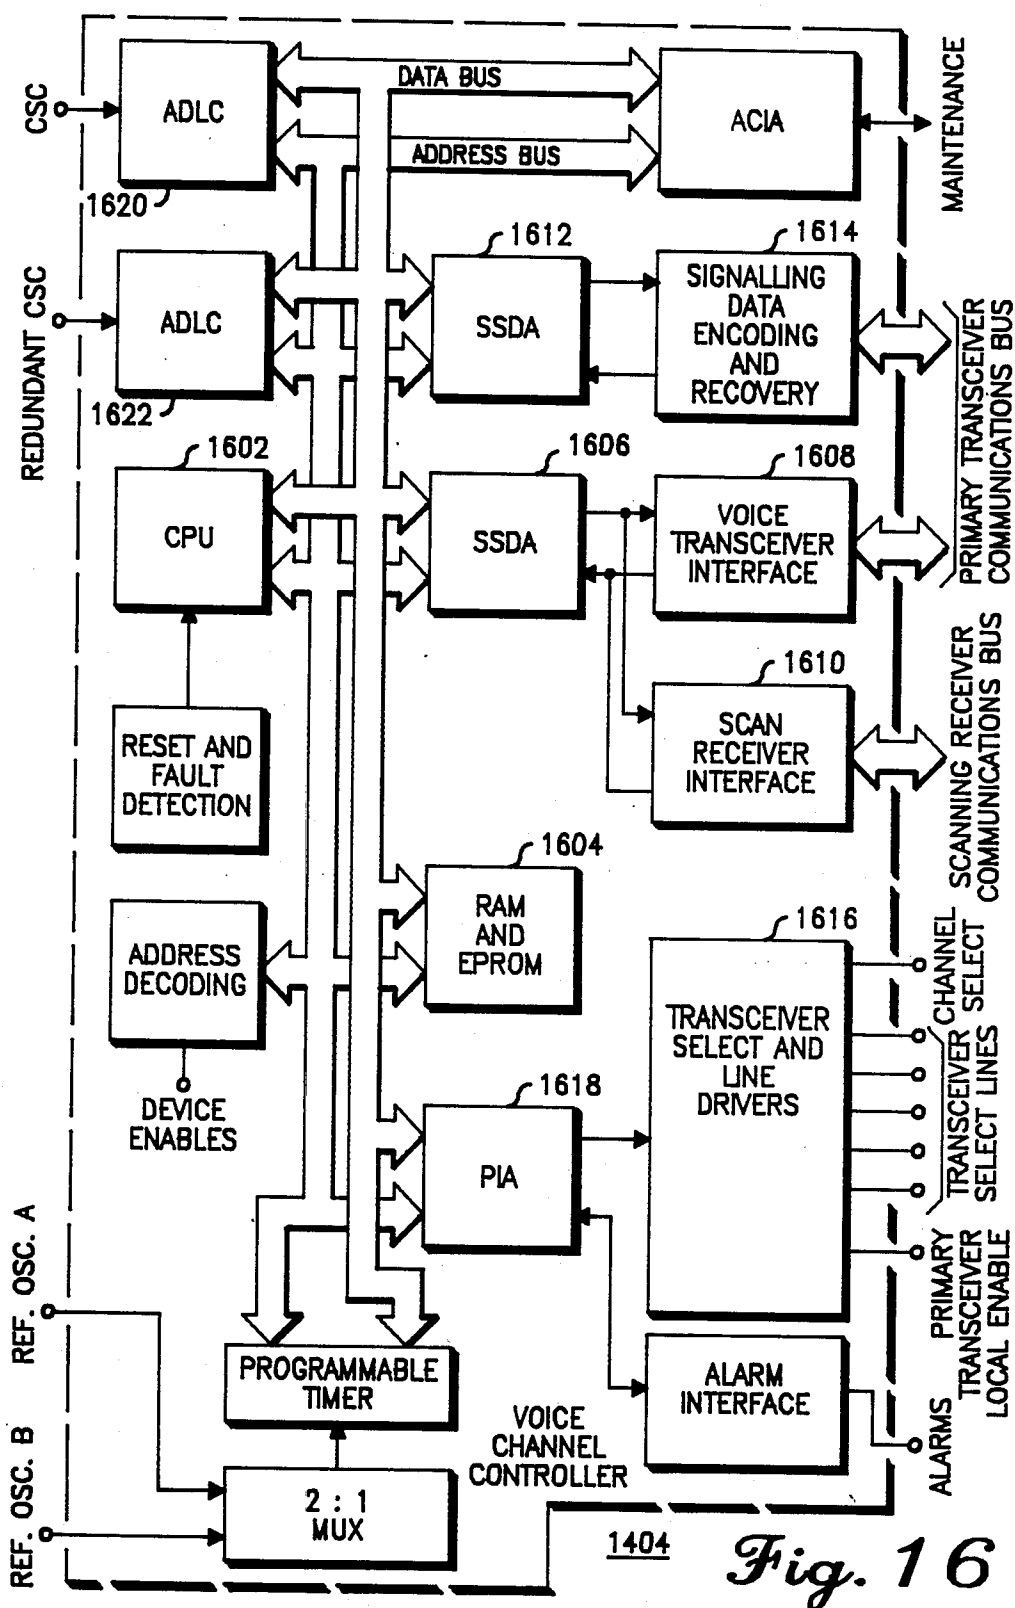 CSC
ADLC
1620
DATA BUS
ADDRESS BUS
ACIA
MAINTENANCE
REDUNDANT CSC
ADLC
1622
1612
SSDA
1614
SIGNALLING
DATA
ENCODING
AND
RECOVERY
PRIMARY TRANSCEIVER
COMMUNICATIONS BUS
1602
CPU
1606
SSDA
1608
VOICE
TRANSCEIVER
INTERFACE
1610
SCAN
RECEIVER
INTERFACE
SCANNING RECEIVER
COMMUNICATIONS BUS
RESET AND
FAULT
DETECTION
1604
RAM
AND
EPROM
ADDRESS
DECODING
DEVICE
ENABLES
1616
TRANSCEIVER
SELECT AND
LINE
DRIVERS
CHANNEL
SELECT
TRANSCEIVER
SELECT LINES
PRIMARY
TRANSCEIVER
LOCAL ENABLE
1618
PIA
REF. OSC. A
PROGRAMMABLE
TIMER
ALARM
INTERFACE
ALARMS
REF. OSC. B
2 : 1
MUX
VOICE
CHANNEL
CONTROLLER
1404
Fig. 16